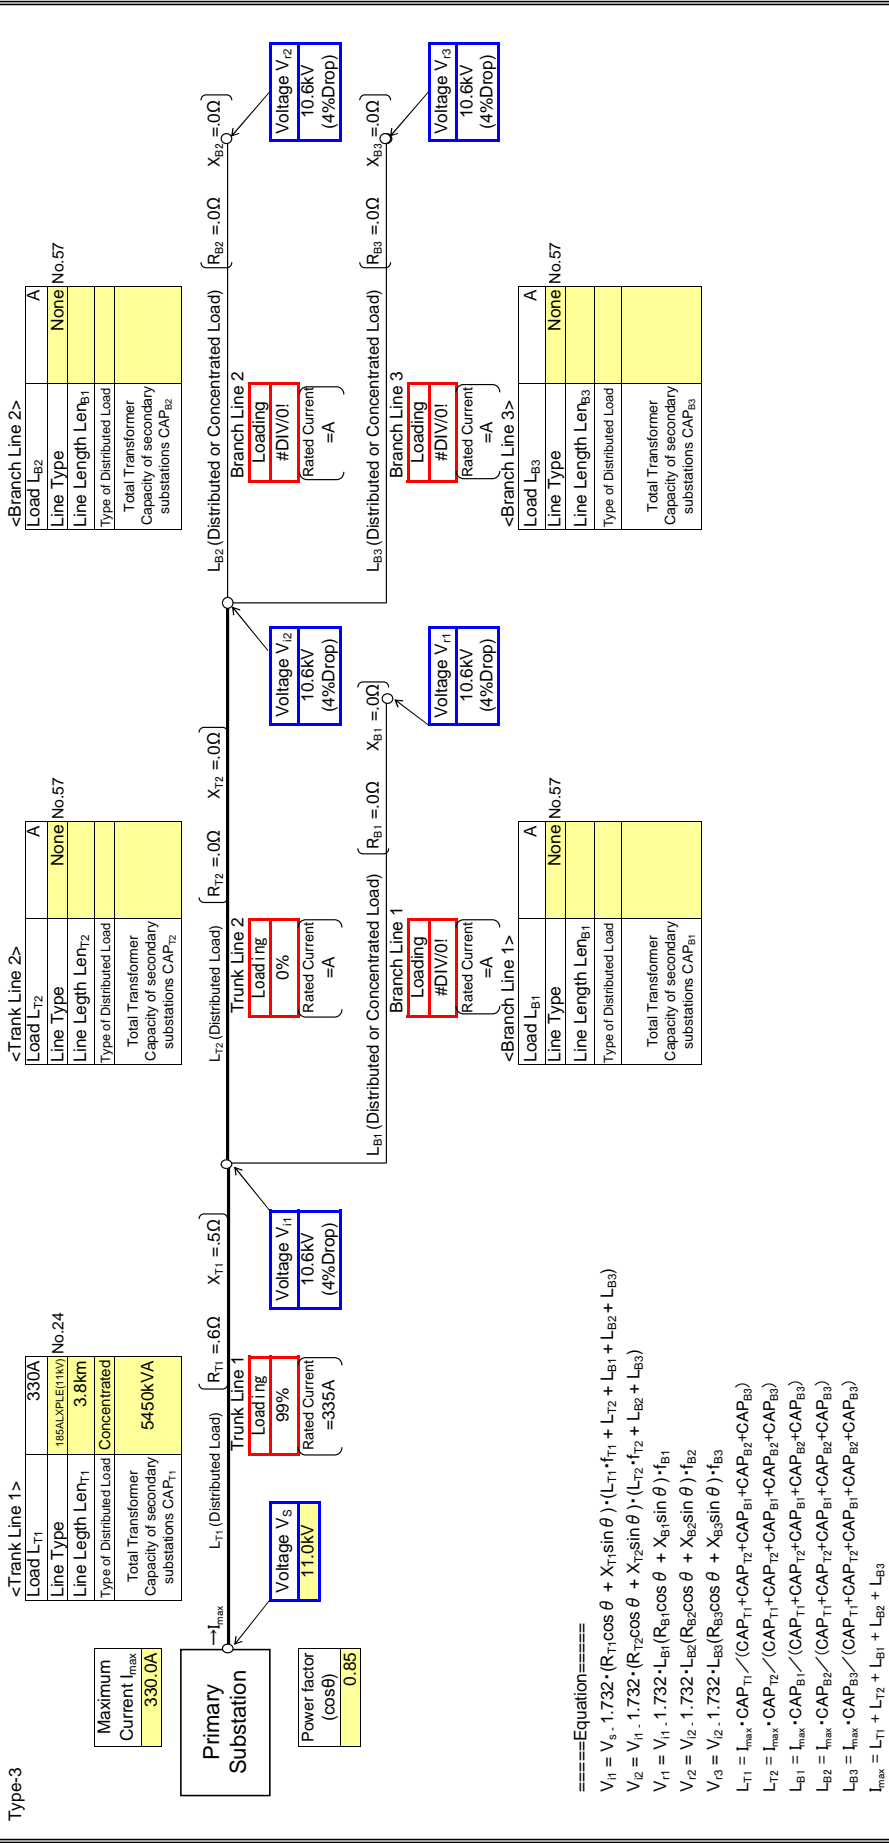 Type-3
Maximum
Current Imax
330.0A
Primary
Substation
→Imax
Power factor
(cosθ)
0.85
Voltage VS
11.0kV
<Trank Line 1>
Load LT1 330A
Line Type 185ALXPLE(11kV) No.24
Line Legth LenT1 3.8km
Type of Distributed Load Concentrated
Total Transformer
Capacity of secondary
substations CAPT1
5450kVA
LT1 (Distributed Load)
RT1 =.6Ω XT1 =.5Ω
Trunk Line 1
Loading
99%
Rated Current
=335A
Voltage Vi1
10.6kV
(4%Drop)
<Trank Line 2>
Load LT2 A
Line Type None No.57
Line Legth LenT2
Type of Distributed Load
Total Transformer
Capacity of secondary
substations CAPT2
LT2 (Distributed Load)
RT2 =.0Ω XT2 =.0Ω
Trunk Line 2
Loading
0%
Rated Current
=A
Voltage Vi2
10.6kV
(4%Drop)
LB1 (Distributed or Concentrated Load)
RB1 =.0Ω XB1 =.0Ω
Branch Line 1
Loading
#DIV/0!
Rated Current
=A
Voltage Vr1
10.6kV
(4%Drop)
<Branch Line 1>
Load LB1 A
Line Type None No.57
Line Length LenB1
Type of Distributed Load
Total Transformer
Capacity of secondary
substations CAPB1
<Branch Line 2>
Load LB2 A
Line Type None No.57
Line Length LenB1
Type of Distributed Load
Total Transformer
Capacity of secondary
substations CAPB2
LB2 (Distributed or Concentrated Load)
RB2 =.0Ω XB2 =.0Ω
Branch Line 2
Loading
#DIV/0!
Rated Current
=A
Voltage Vr2
10.6kV
(4%Drop)
LB3 (Distributed or Concentrated Load)
RB3 =.0Ω XB3 =.0Ω
Branch Line 3
Loading
#DIV/0!
Rated Current
=A
Voltage Vr3
10.6kV
(4%Drop)
<Branch Line 3>
Load LB3 A
Line Type None No.57
Line Length LenB3
Type of Distributed Load
Total Transformer
Capacity of secondary
substations CAPB3
=====Equation=====
Vi1 = Vs - 1.732・(RT1cos θ + XT1sin θ)・(LT1・fT1 + LT2 + LB1 + LB2 + LB3)
Vi2 = Vi1 - 1.732・(RT2cos θ + XT2sin θ)・(LT2・fT2 + LB2 + LB3)
Vr1 = Vi1 - 1.732・LB1(RB1cos θ + XB1sin θ)・fB1
Vr2 = Vi2 - 1.732・LB2(RB2cos θ + XB2sin θ)・fB2
Vr3 = Vi2 - 1.732・LB3(RB3cos θ + XB3sin θ)・fB3
LT1 = Imax・CAPT1／(CAPT1+CAPT2+CAPB1+CAPB2+CAPB3)
LT2 = Imax・CAPT2／(CAPT1+CAPT2+CAPB1+CAPB2+CAPB3)
LB1 = Imax・CAPB1／(CAPT1+CAPT2+CAPB1+CAPB2+CAPB3)
LB2 = Imax・CAPB2／(CAPT1+CAPT2+CAPB1+CAPB2+CAPB3)
LB3 = Imax・CAPB3／(CAPT1+CAPT2+CAPB1+CAPB2+CAPB3)
Imax = LT1 + LT2 + LB1 + LB2 + LB3